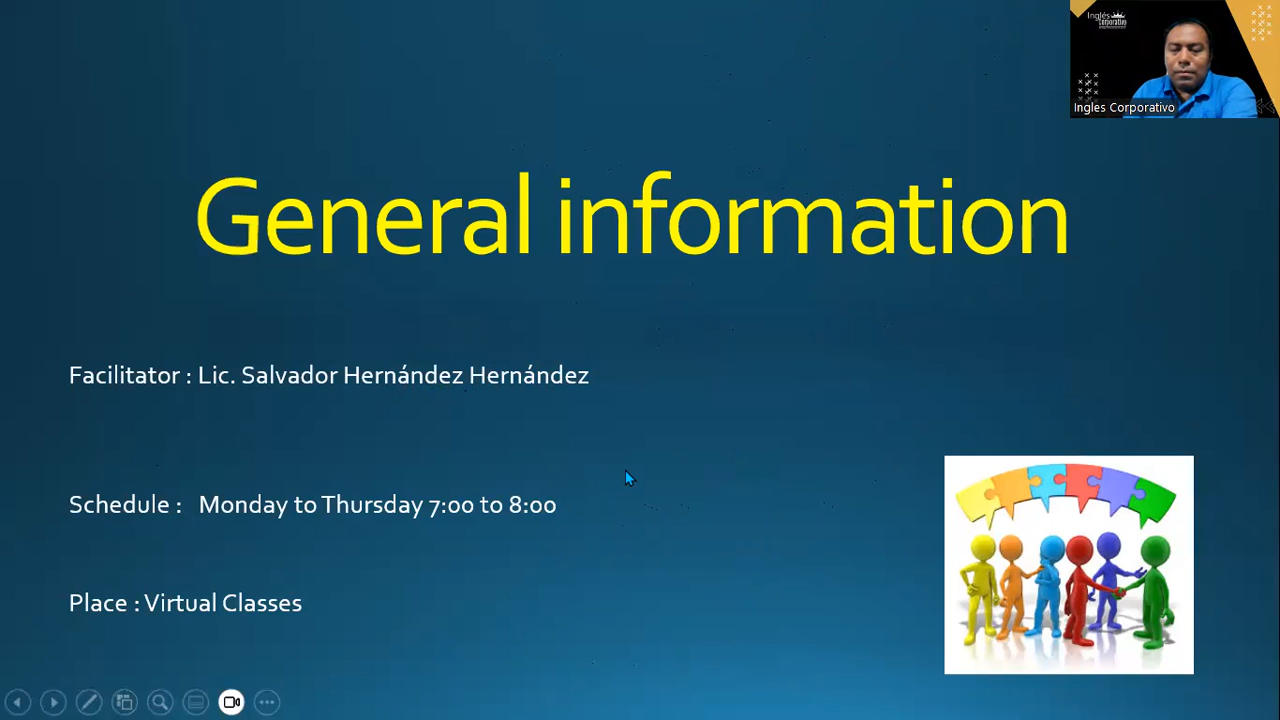 Inglés
Corporativo
Ingles Corporativo
General information
Facilitator : Lic. Salvador Hernández Hernández
Schedule : Monday to Thursday 7:00 to 8:00
Place : Virtual Classes